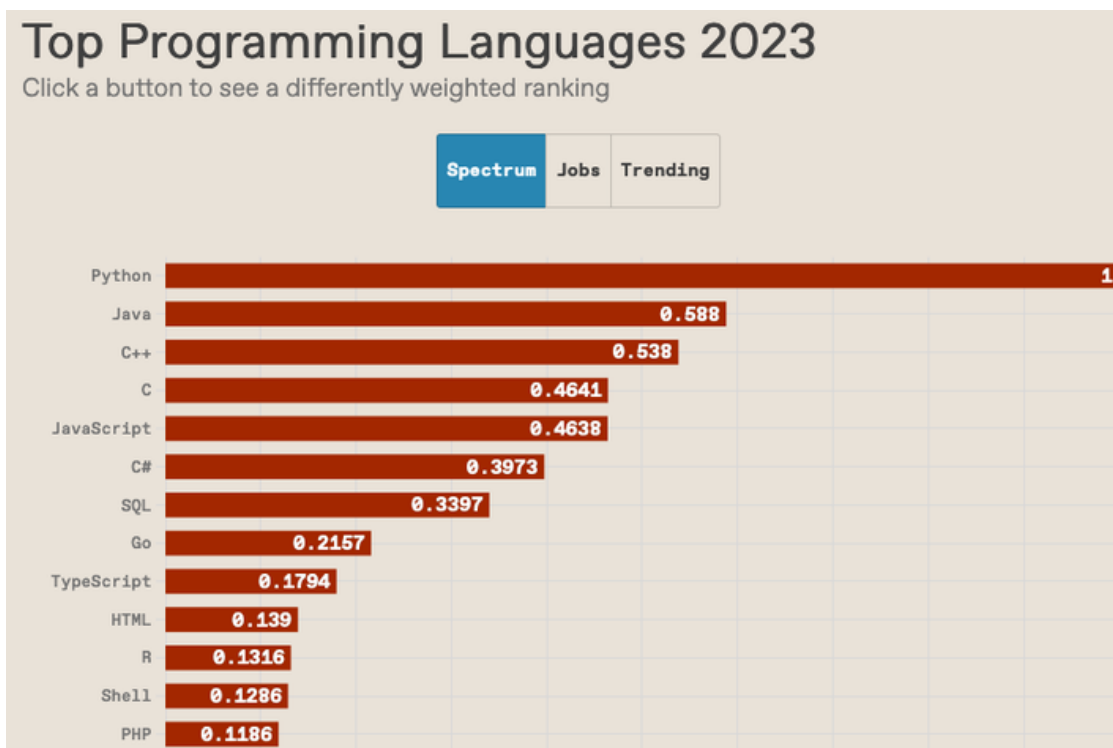 Top Programming Languages 2023
Click a button to see a differently weighted ranking
Spectrum Jobs Trending
Python 1
Java 0.588
C++ 0.538
C 0.4641
JavaScript 0.4638
C# 0.3973
SQL 0.3397
Go 0.2157
TypeScript 0.1794
HTML 0.139
R 0.1316
Shell 0.1286
PHP 0.1186